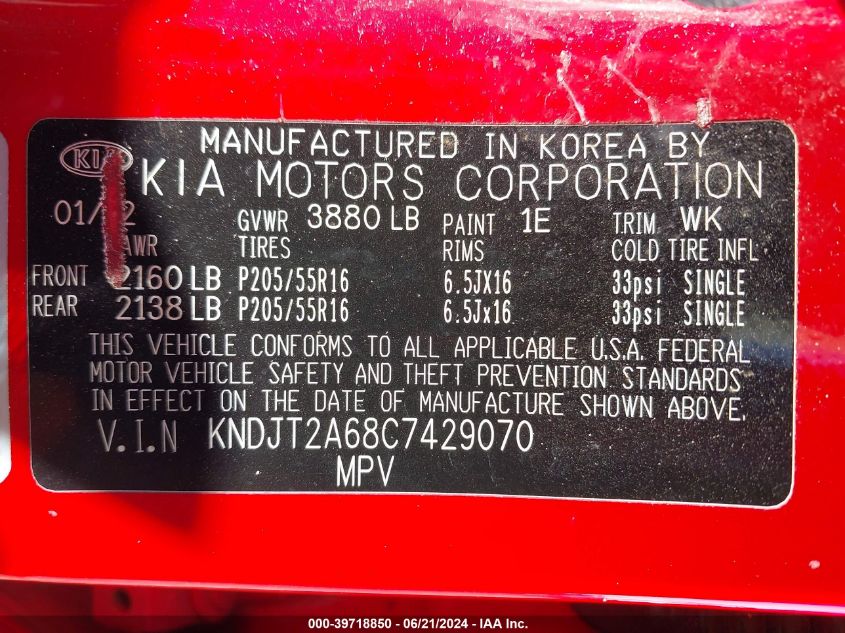 MANUFACTURED IN KOREA BY
KIA KIA MOTORS CORPORATION
GVWR 3880 LB PAINT 1E TRIM WK
TIRES RIMS COLD TIRE INFL
FRONT 2160 LB P205/55R16 6.5JX16 33psi SINGLE
REAR 2138 LB P205/55R16 6.5Jx16 33psi SINGLE
THIS VEHICLE CONFORMS TO ALL APPLICABLE U.S.A. FEDERAL
MOTOR VEHICLE SAFETY AND THEFT PREVENTION STANDARDS
IN EFFECT ON THE DATE OF MANUFACTURE SHOWN ABOVE.
V.I.N KNDJT2A68C7429070
MPV
000-39718850 - 06/21/2024 - IAA Inc.